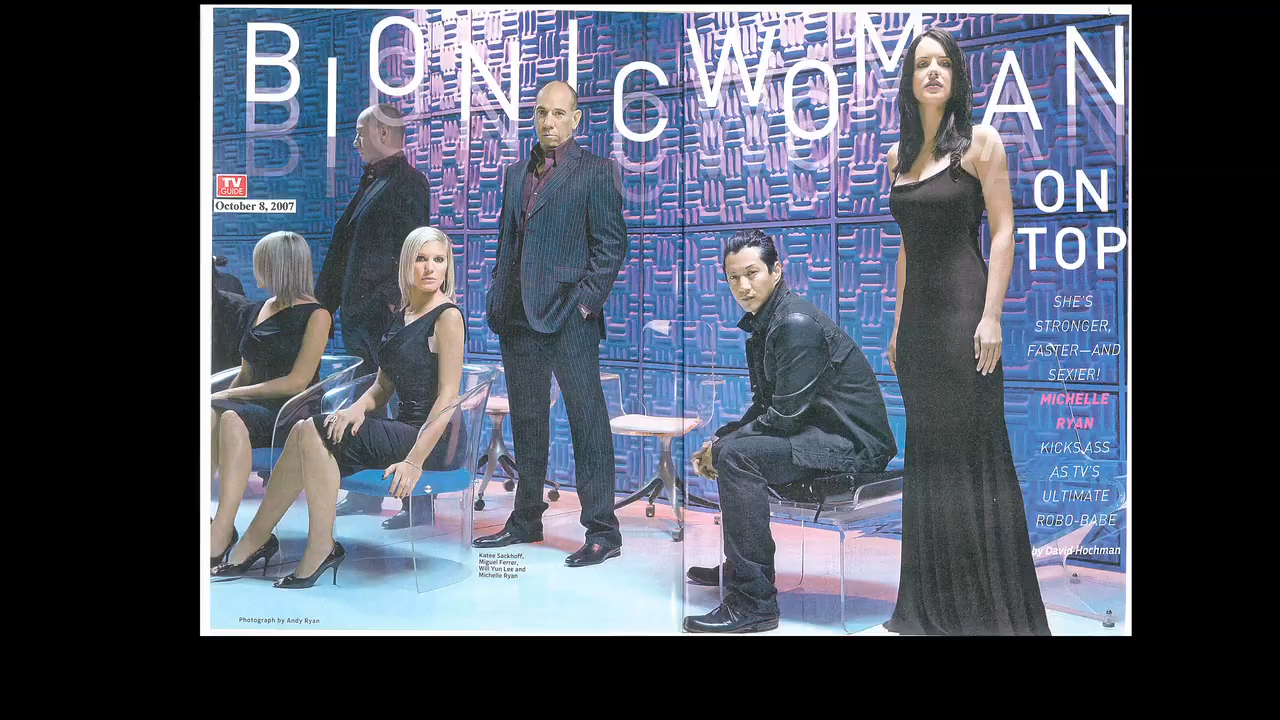 BIONIC WOMAN
ON
TOP
TV
GUIDE
October 8, 2007
SHE'S
STRONGER,
FASTER—AND
SEXIER!
MICHELLE
RYAN
KICKS ASS
AS TV'S
ULTIMATE
ROBO-BABE
by David Hochman
Katee Sackhoff,
Miguel Ferrer,
Will Yun Lee and
Michelle Ryan
Photograph by Andy Ryan